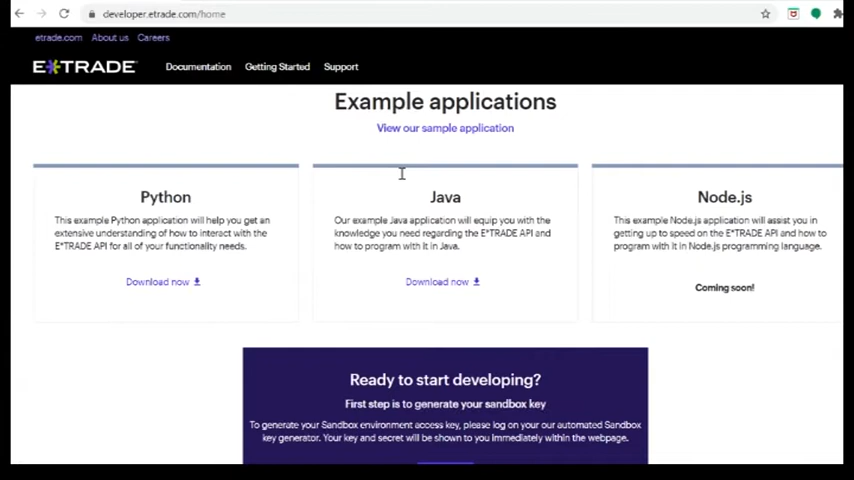 developer.etrade.com/home
etrade.com About us Careers
E*TRADE Documentation Getting Started Support
Example applications
View our sample application
Python
This example Python application will help you get an
extensive understanding of how to interact with the
E*TRADE API for all of your functionality needs.
Download now
Java
Our example Java application will equip you with the
knowledge you need regarding the E*TRADE API and
how to program with it in Java.
Download now
Node.js
This example Node.js application will assist you in
getting up to speed on the E*TRADE API and how to
program with it in Node.js programming language.
Coming soon!
Ready to start developing?
First step is to generate your sandbox key
To generate your Sandbox environment access key, please log on your our automated Sandbox
key generator. Your key and secret will be shown to you immediately within the webpage.